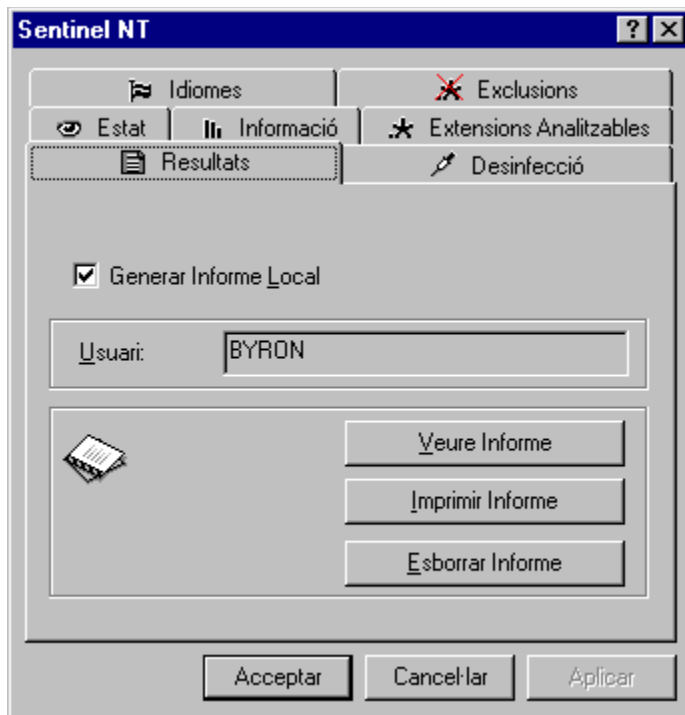 Sentinel NT
Idiomes
Exclusions
Estat
Informació
Extensions Analitzables
Resultats
Desinfecció
Generar Informe Local
Usuari:
BYRON
Veure Informe
Imprimir Informe
Esborrar Informe
Acceptar
Cancel·lar
Aplicar